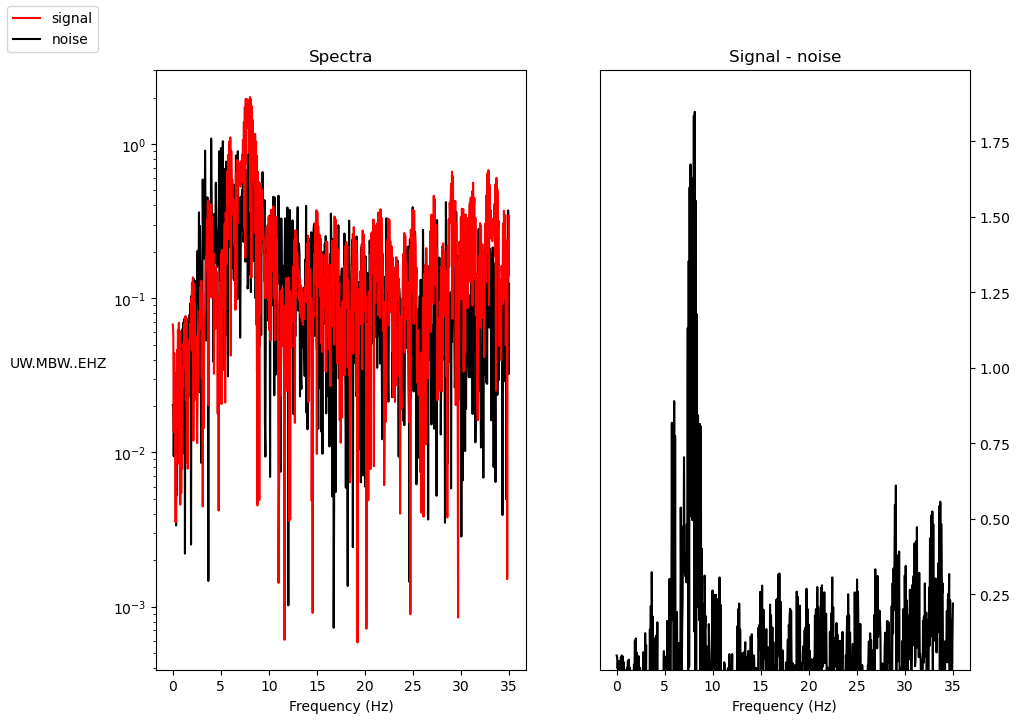 signal
noise
Spectra
Signal - noise
10^0
10^-1
10^-2
10^-3
UW.MBW..EHZ
1.75
1.50
1.25
1.00
0.75
0.50
0.25
0 5 10 15 20 25 30 35
0 5 10 15 20 25 30 35
Frequency (Hz)
Frequency (Hz)